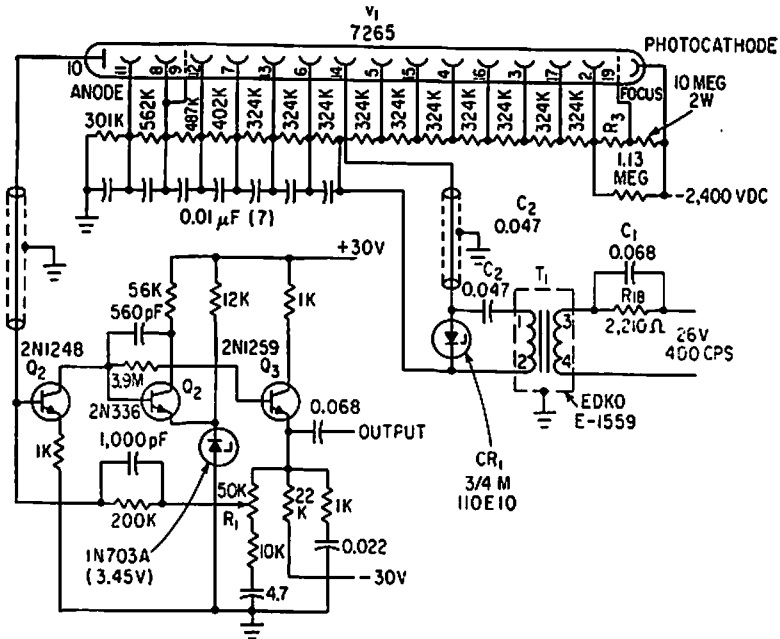 V1
7265
PHOTOCATHODE
10 11 8 9 12 7 13 6 14 5 15 4 16 3 17 2 19
ANODE
FOCUS
10 MEG
2W
301K 562K 487K 402K 324K 324K 324K 324K 324K 324K 324K 324K 324K 324K R3
1.13
MEG
-2,400 VDC
0.01 μF (7)
C2
0.047
C1
0.068
+30V
C2
0.047
T1
R18
2,210Ω
56K
560pF
12K
1K
1
2
3
4
26V
400 CPS
2N1248
Q2
3.9M
2N1259
Q3
2N336
Q2
0.068
OUTPUT
EDKO
E-1559
1K
1,000pF
CR1
3/4 M
110E10
200K
50K
R1
22
K
1K
1N703A
(3.45V)
10K
0.022
-30V
4.7